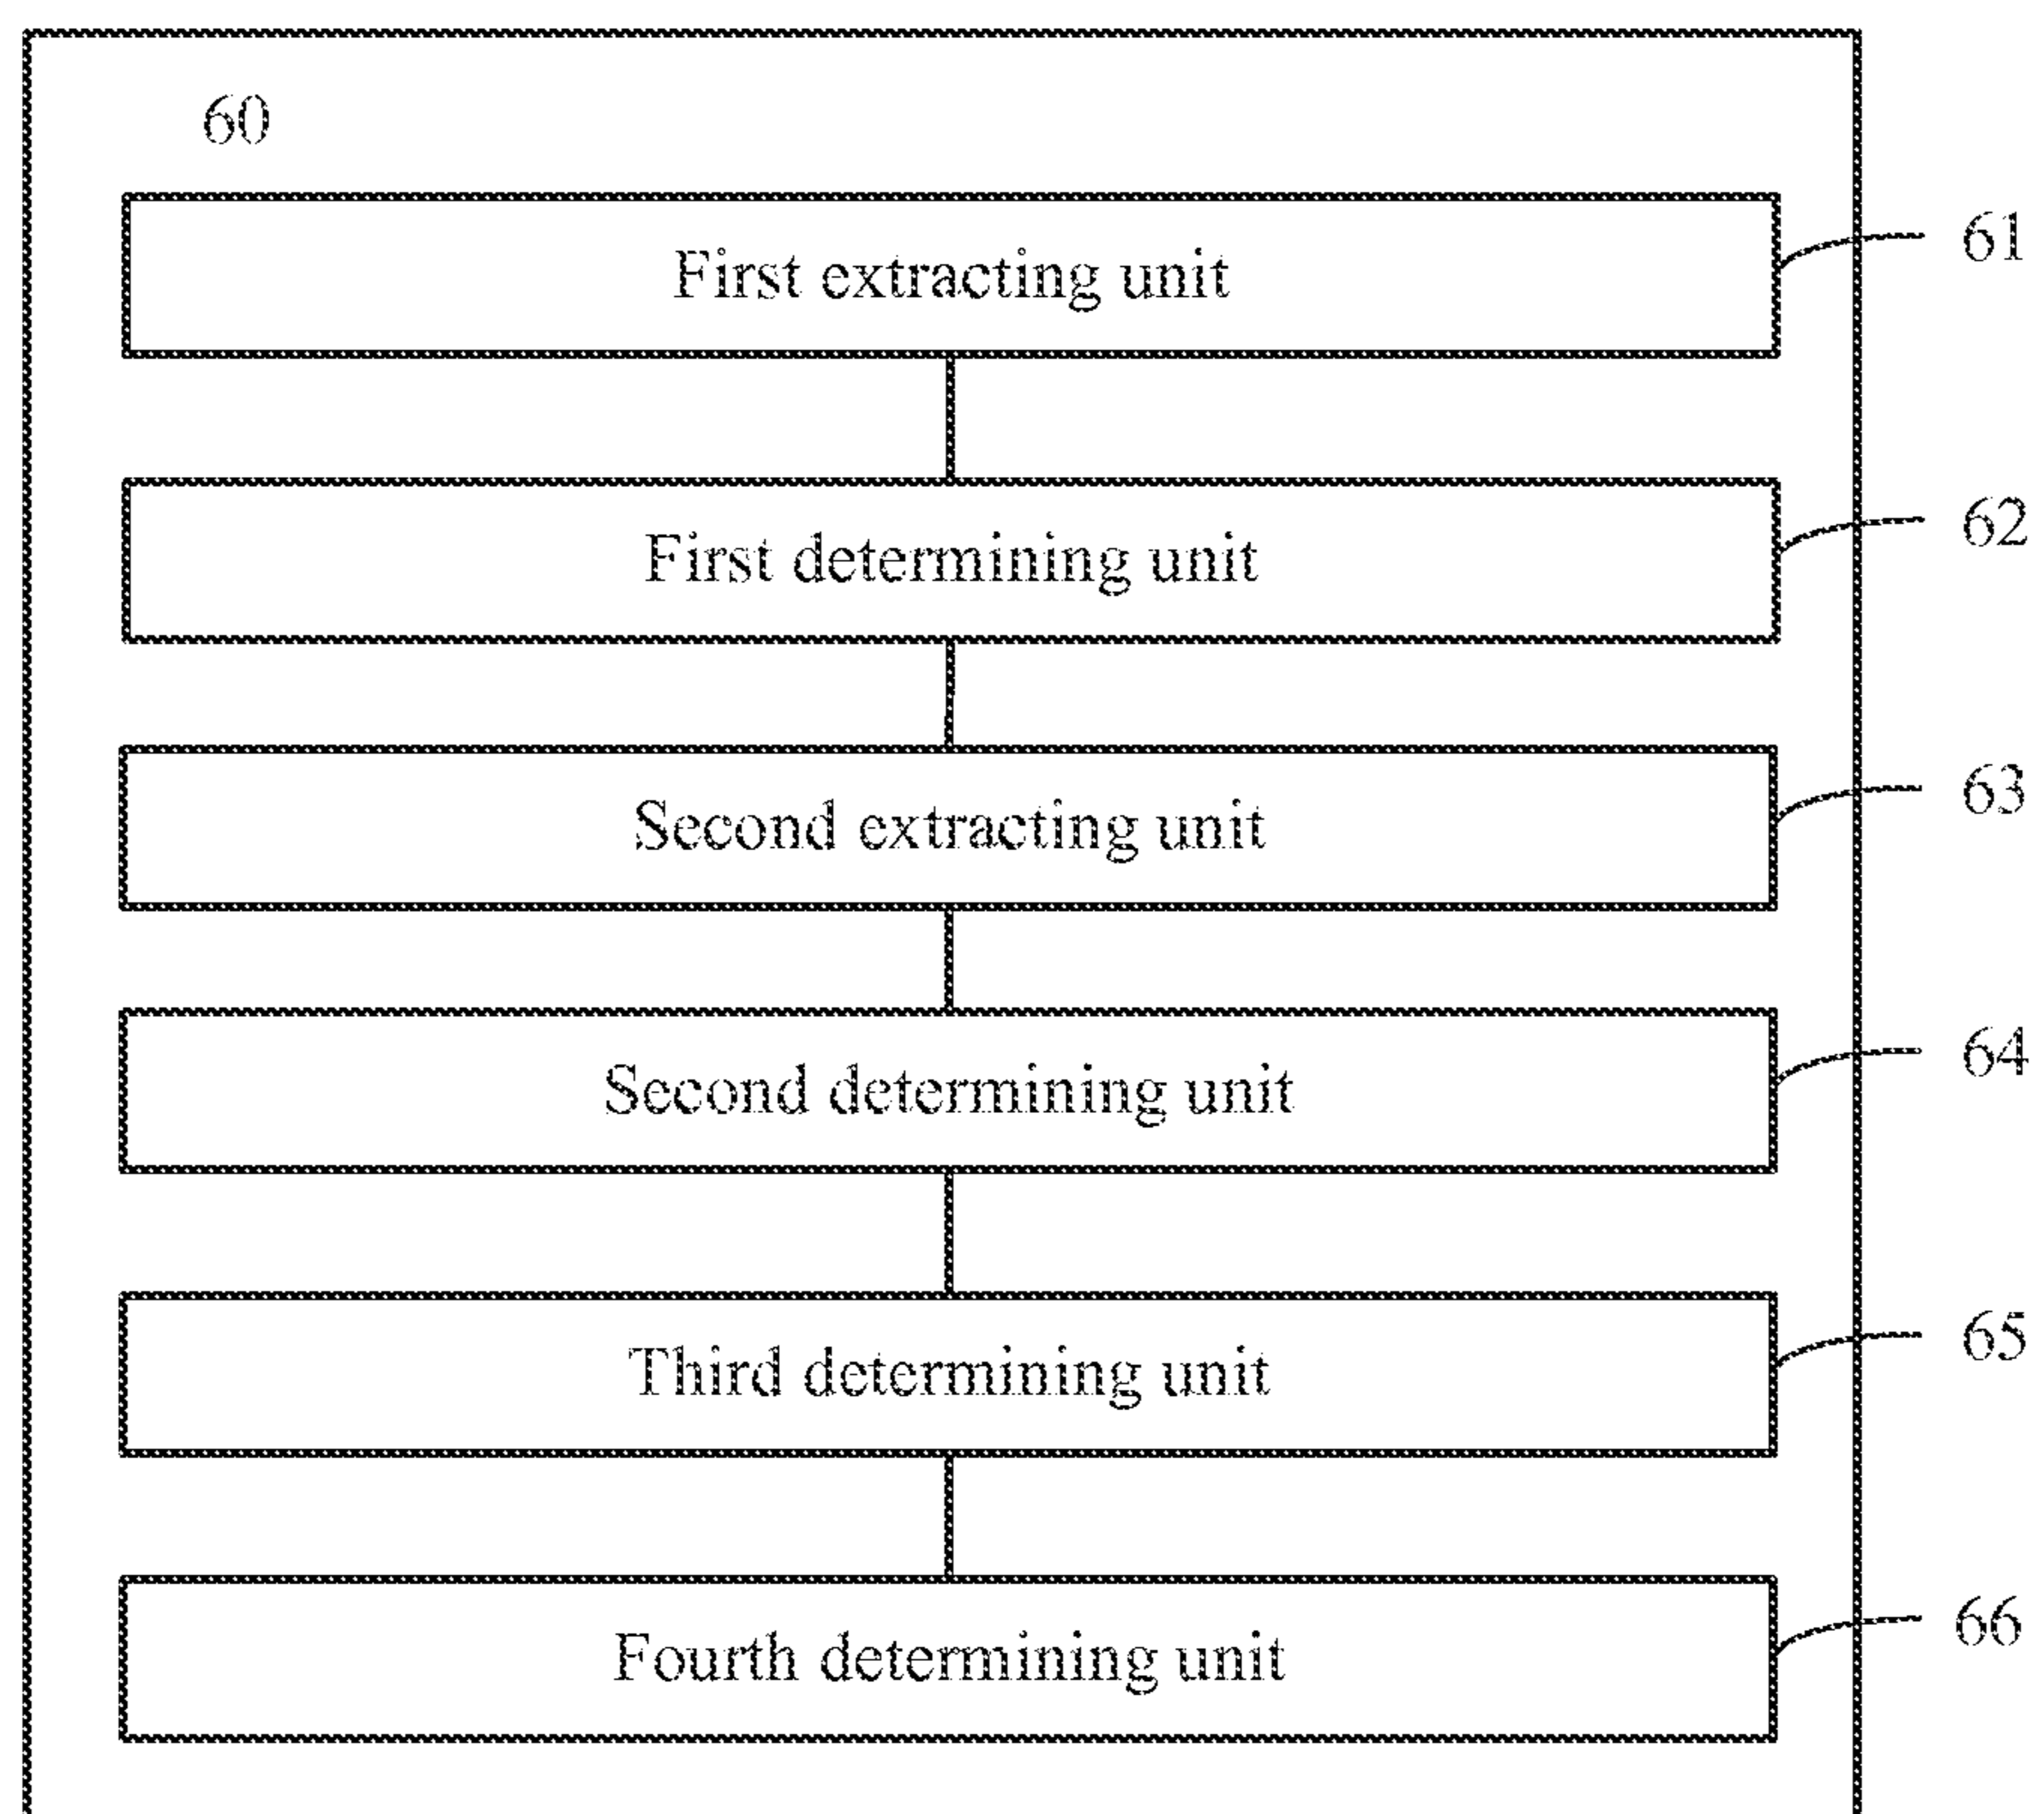 60
First extracting unit
61
First determining unit
62
Second extracting unit
63
Second determining unit
64
Third determining unit
65
Fourth determining unit
66